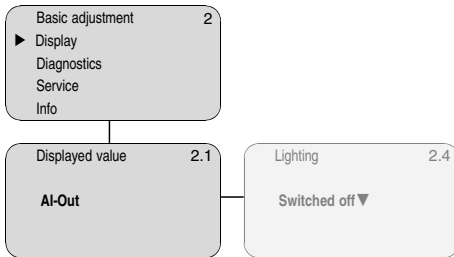 Basic adjustment 2
▶ Display
Diagnostics
Service
Info
Displayed value 2.1
AI-Out
Lighting 2.4
Switched off▼